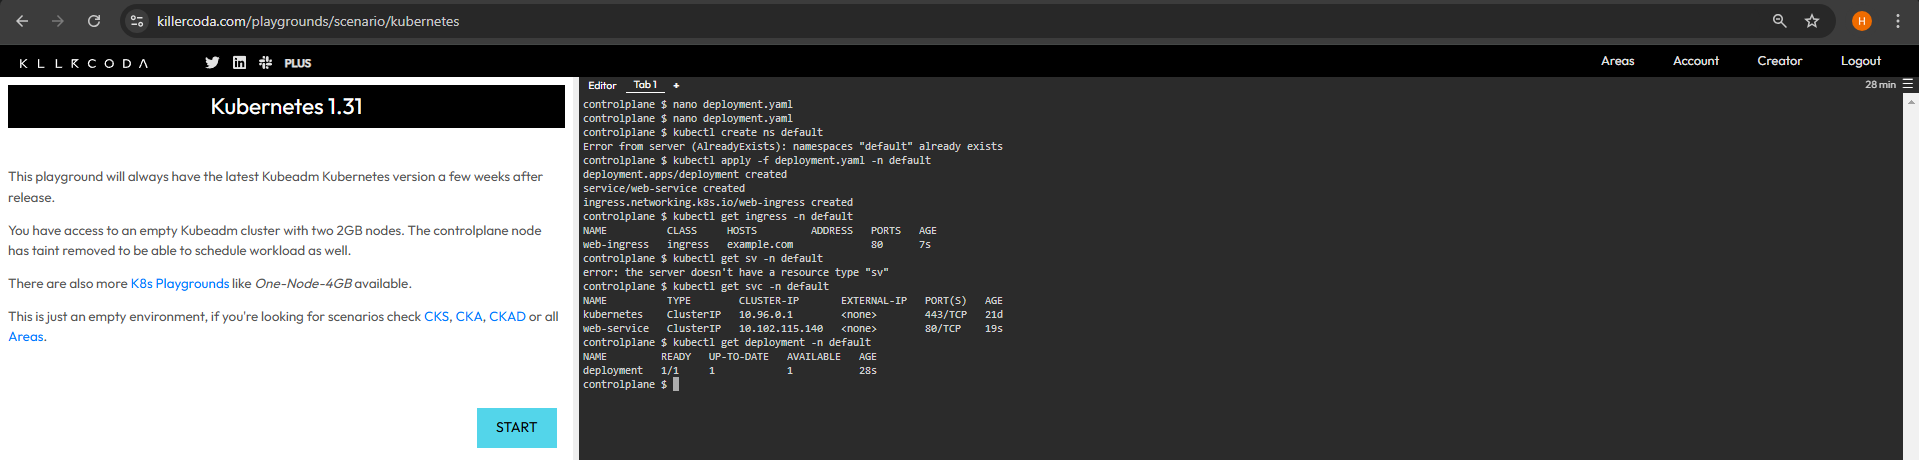 killercoda.com/playgrounds/scenario/kubernetes
H
KILLERCODA
PLUS
Areas
Account
Creator
Logout
Kubernetes 1.31
This playground will always have the latest Kubeadm Kubernetes version a few weeks after
release.
You have access to an empty Kubeadm cluster with two 2GB nodes. The controlplane node
has taint removed to be able to schedule workload as well.
There are also more K8s Playgrounds like One-Node-4GB available.
This is just an empty environment, if you're looking for scenarios check CKS, CKA, CKAD or all
Areas.
START
Editor Tab 1 +
28 min
controlplane $ nano deployment.yaml
controlplane $ nano deployment.yaml
controlplane $ kubectl create ns default
Error from server (AlreadyExists): namespaces "default" already exists
controlplane $ kubectl apply -f deployment.yaml -n default
deployment.apps/deployment created
service/web-service created
ingress.networking.k8s.io/web-ingress created
controlplane $ kubectl get ingress -n default
NAME CLASS HOSTS ADDRESS PORTS AGE
web-ingress ingress example.com 80 7s
controlplane $ kubectl get sv -n default
error: the server doesn't have a resource type "sv"
controlplane $ kubectl get svc -n default
NAME TYPE CLUSTER-IP EXTERNAL-IP PORT(S) AGE
kubernetes ClusterIP 10.96.0.1 <none> 443/TCP 21d
web-service ClusterIP 10.102.115.140 <none> 80/TCP 19s
controlplane $ kubectl get deployment -n default
NAME READY UP-TO-DATE AVAILABLE AGE
deployment 1/1 1 1 28s
controlplane $